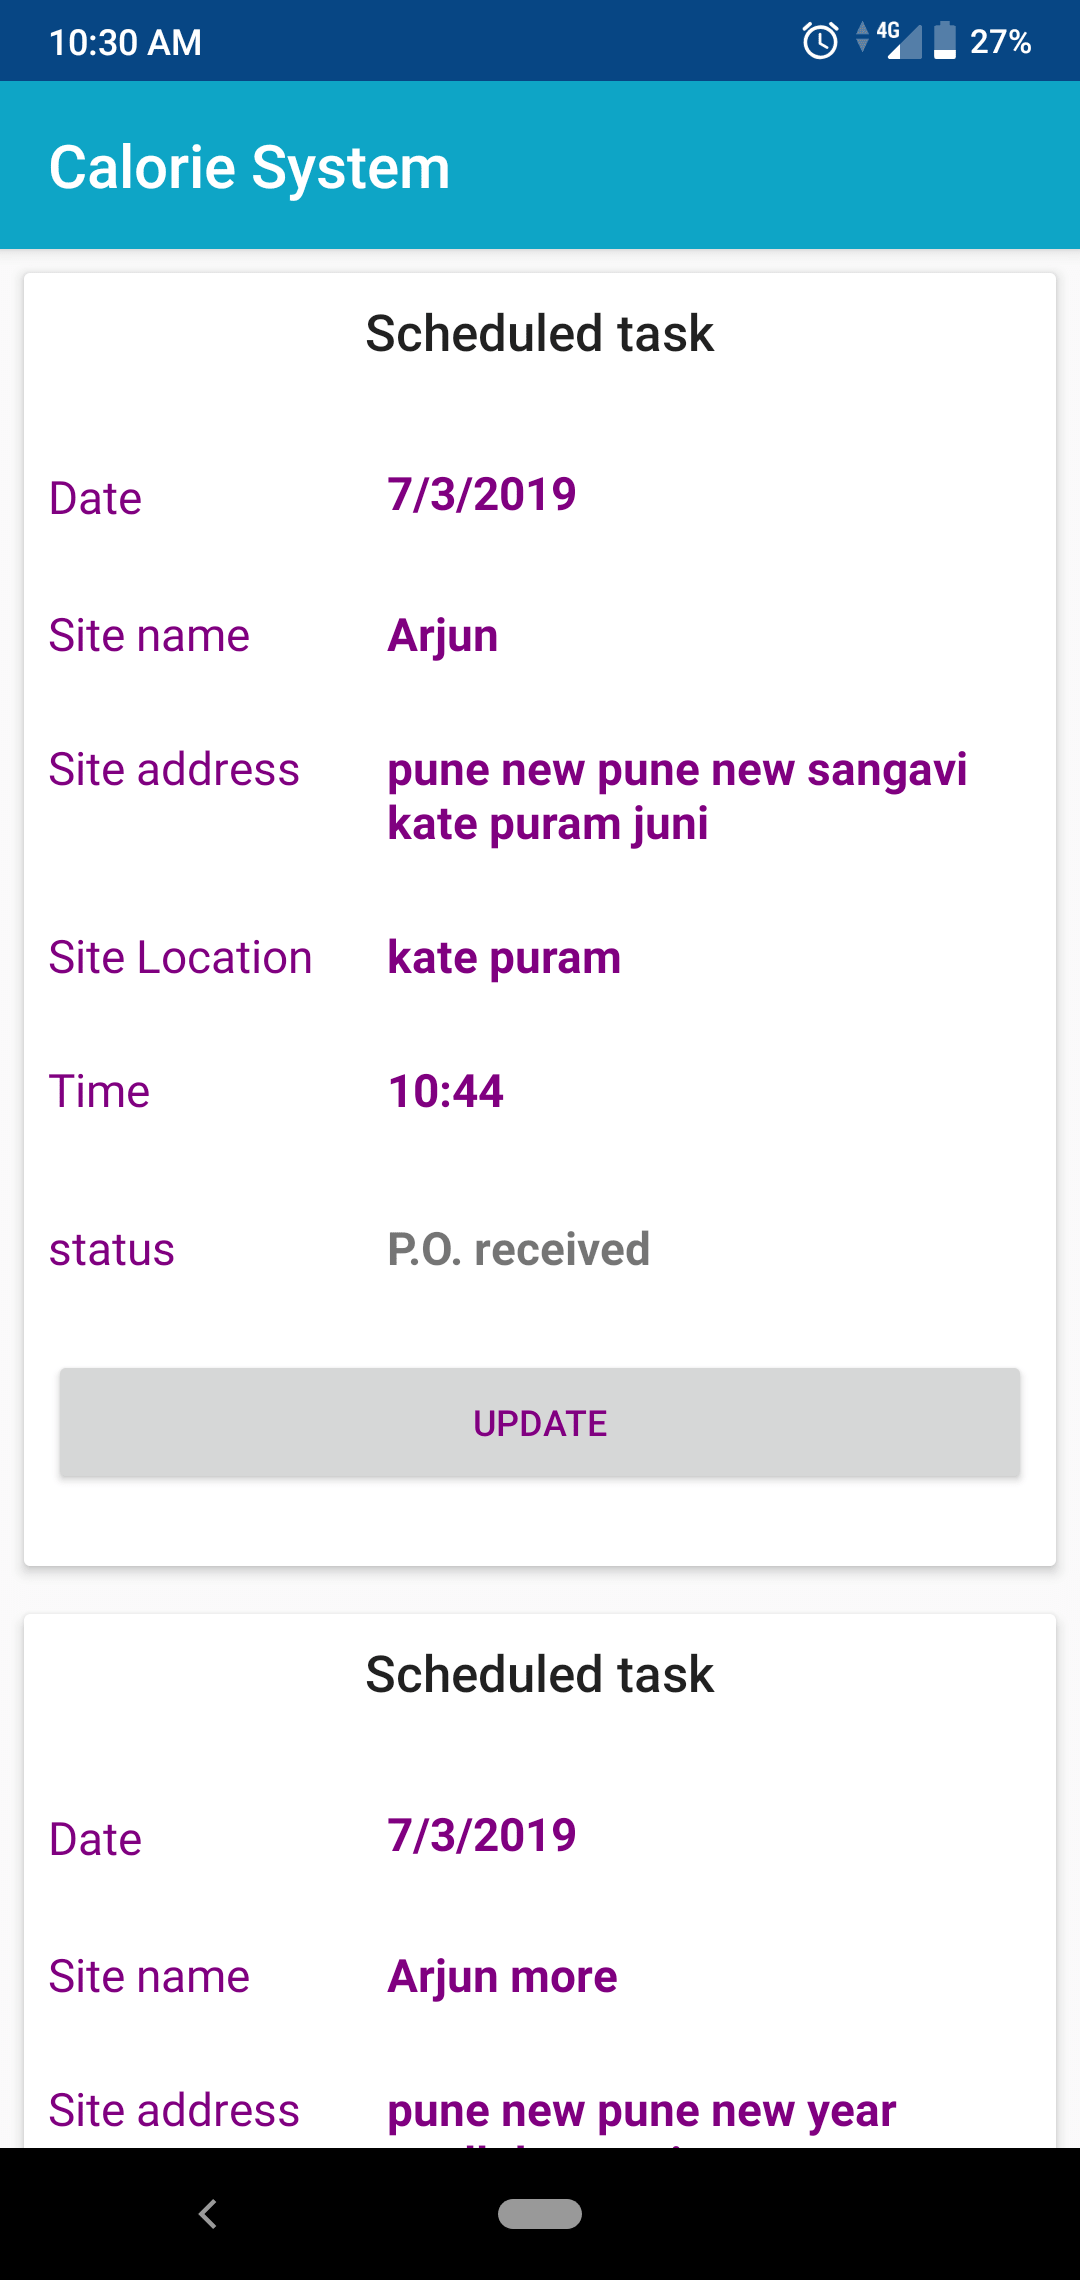 10:30 AM 4G 27%
Calorie System
Scheduled task
Date 7/3/2019
Site name Arjun
Site address pune new pune new sangavi
kate puram juni
Site Location kate puram
Time 10:44
status P.O. received
UPDATE
Scheduled task
Date 7/3/2019
Site name Arjun more
Site address pune new pune new year